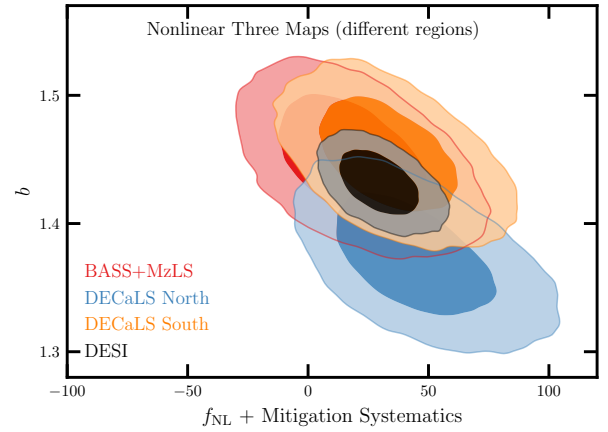 Nonlinear Three Maps (different regions)
1.5
1.4
1.3
b
BASS+MzLS
DECaLS North
DECaLS South
DESI
−100 −50 0 50 100
f_NL + Mitigation Systematics